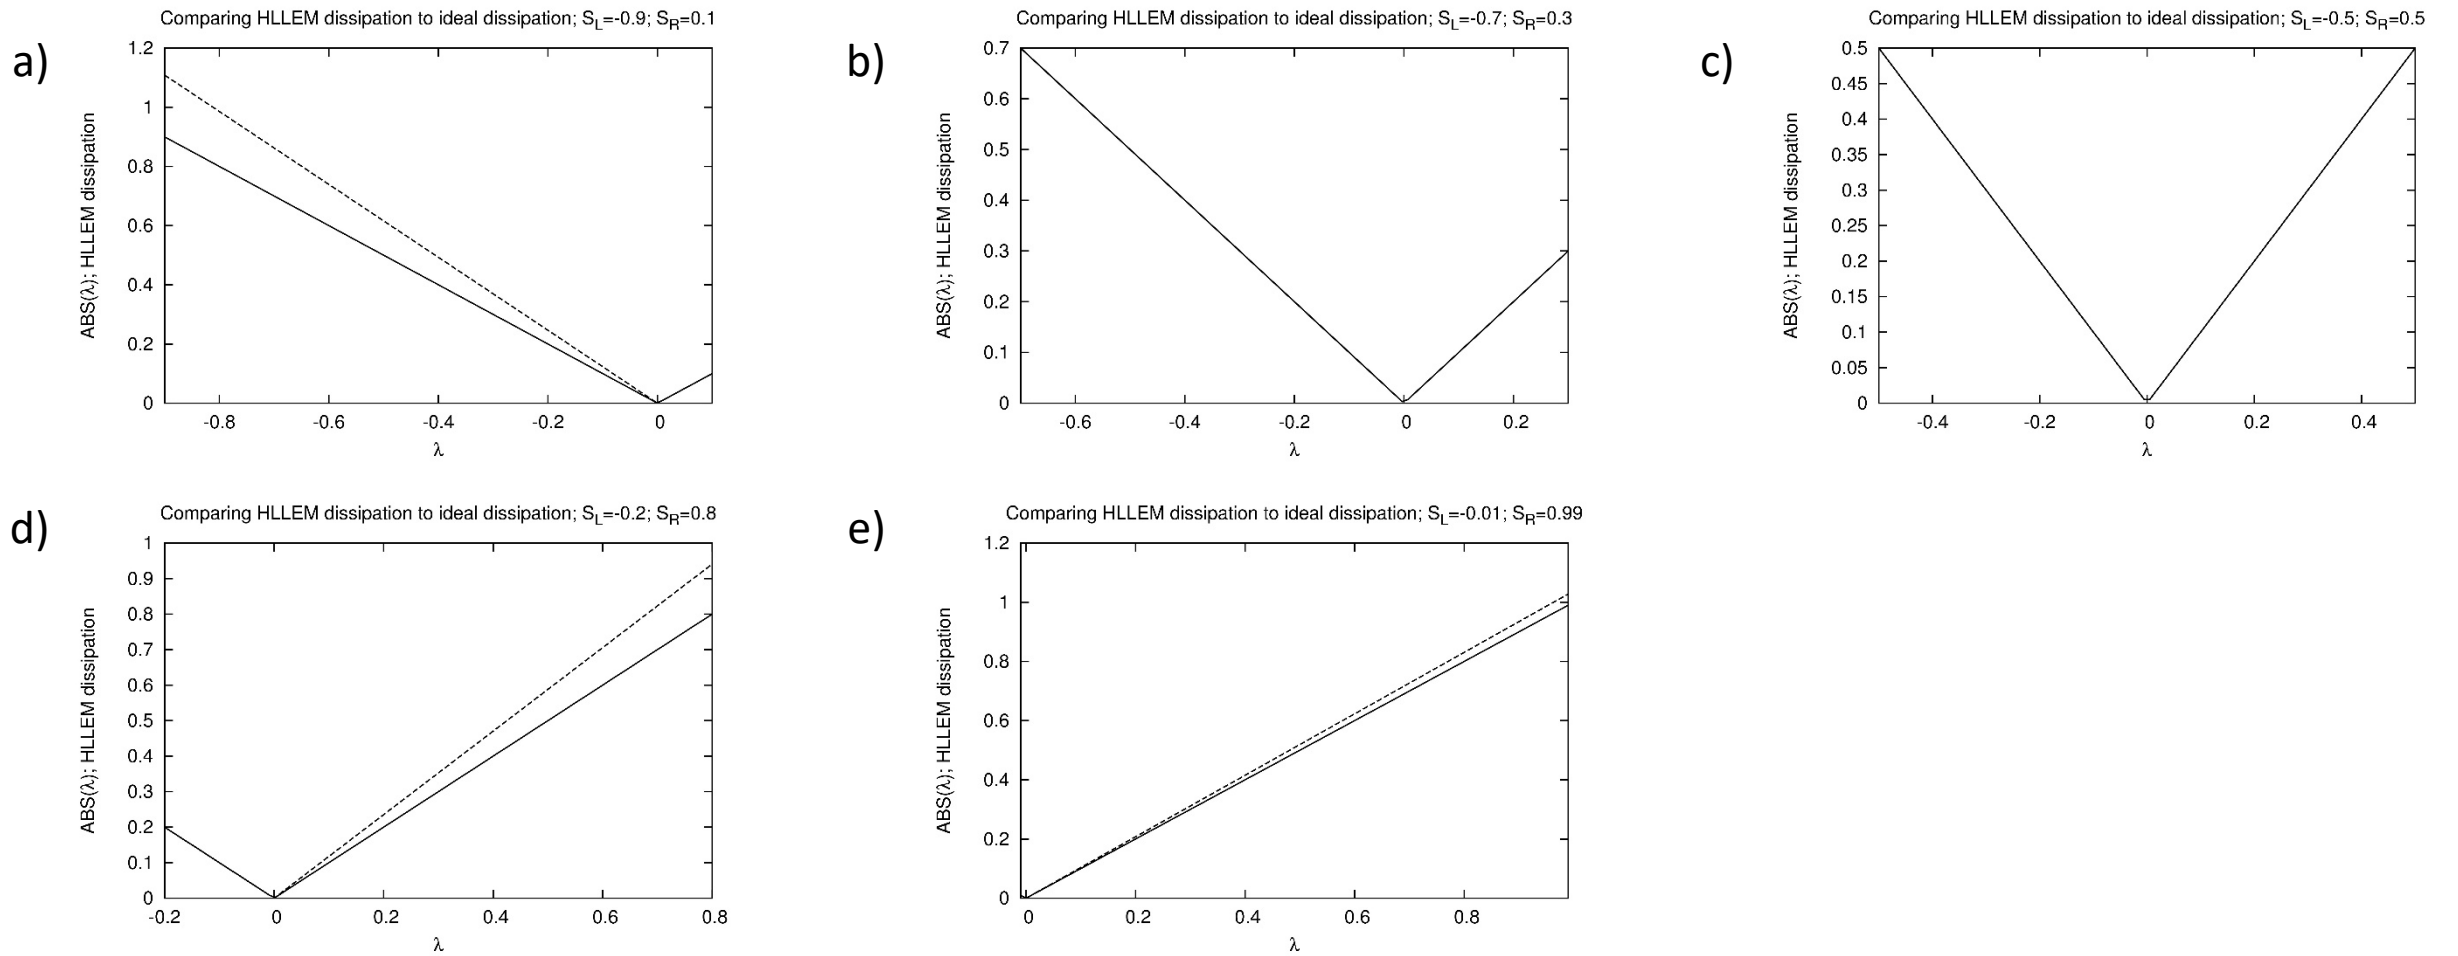 a)
Comparing HLLEM dissipation to ideal dissipation; S_L=-0.9; S_R=0.1
ABS(λ); HLLEM dissipation
1.2
1
0.8
0.6
0.4
0.2
0
-0.8 -0.6 -0.4 -0.2 0
λ
b)
Comparing HLLEM dissipation to ideal dissipation; S_L=-0.7; S_R=0.3
ABS(λ); HLLEM dissipation
0.7
0.6
0.5
0.4
0.3
0.2
0.1
0
-0.6 -0.4 -0.2 0 0.2
λ
c)
Comparing HLLEM dissipation to ideal dissipation; S_L=-0.5; S_R=0.5
ABS(λ); HLLEM dissipation
0.5
0.45
0.4
0.35
0.3
0.25
0.2
0.15
0.1
0.05
0
-0.4 -0.2 0 0.2 0.4
λ
d)
Comparing HLLEM dissipation to ideal dissipation; S_L=-0.2; S_R=0.8
ABS(λ); HLLEM dissipation
1
0.9
0.8
0.7
0.6
0.5
0.4
0.3
0.2
0.1
0
-0.2 0 0.2 0.4 0.6 0.8
λ
e)
Comparing HLLEM dissipation to ideal dissipation; S_L=-0.01; S_R=0.99
ABS(λ); HLLEM dissipation
1.2
1
0.8
0.6
0.4
0.2
0
0 0.2 0.4 0.6 0.8
λ